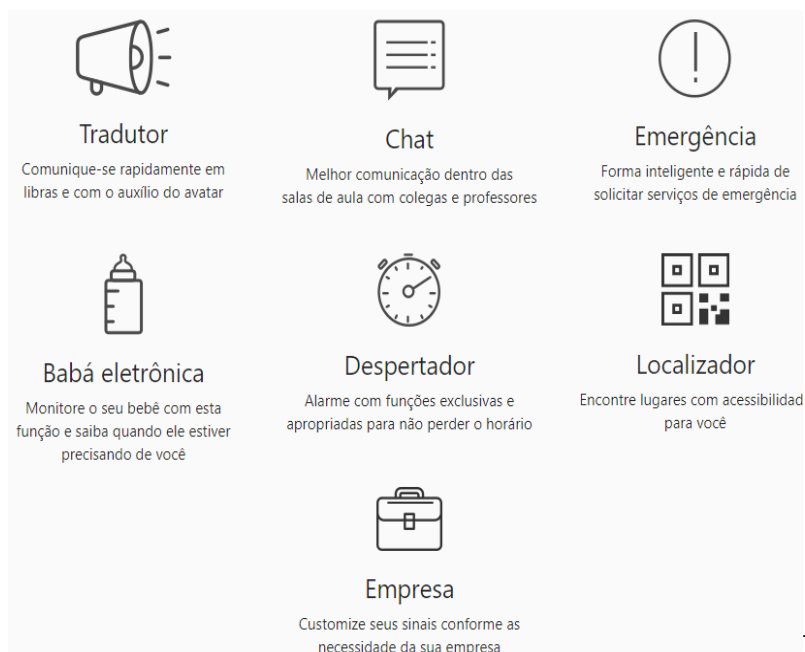 Tradutor
Comunique-se rapidamente em
libras e com o auxílio do avatar
Chat
Melhor comunicação dentro das
salas de aula com colegas e professores
Emergência
Forma inteligente e rápida de
solicitar serviços de emergência
Babá eletrônica
Monitore o seu bebê com esta
função e saiba quando ele estiver
precisando de você
Despertador
Alarme com funções exclusivas e
apropriadas para não perder o horário
Localizador
Encontre lugares com acessibilidad
para você
Empresa
Customize seus sinais conforme as
necessidade da sua empresa